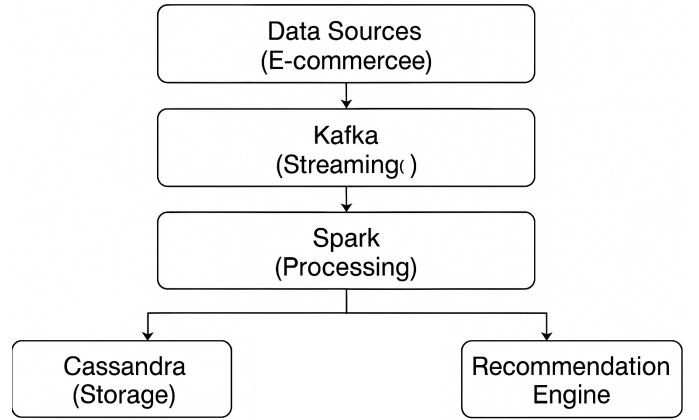 Data Sources
(E-commercee)
Kafka
(Streaming( )
Spark
(Processing)
Cassandra
(Storage)
Recommendation
Engine